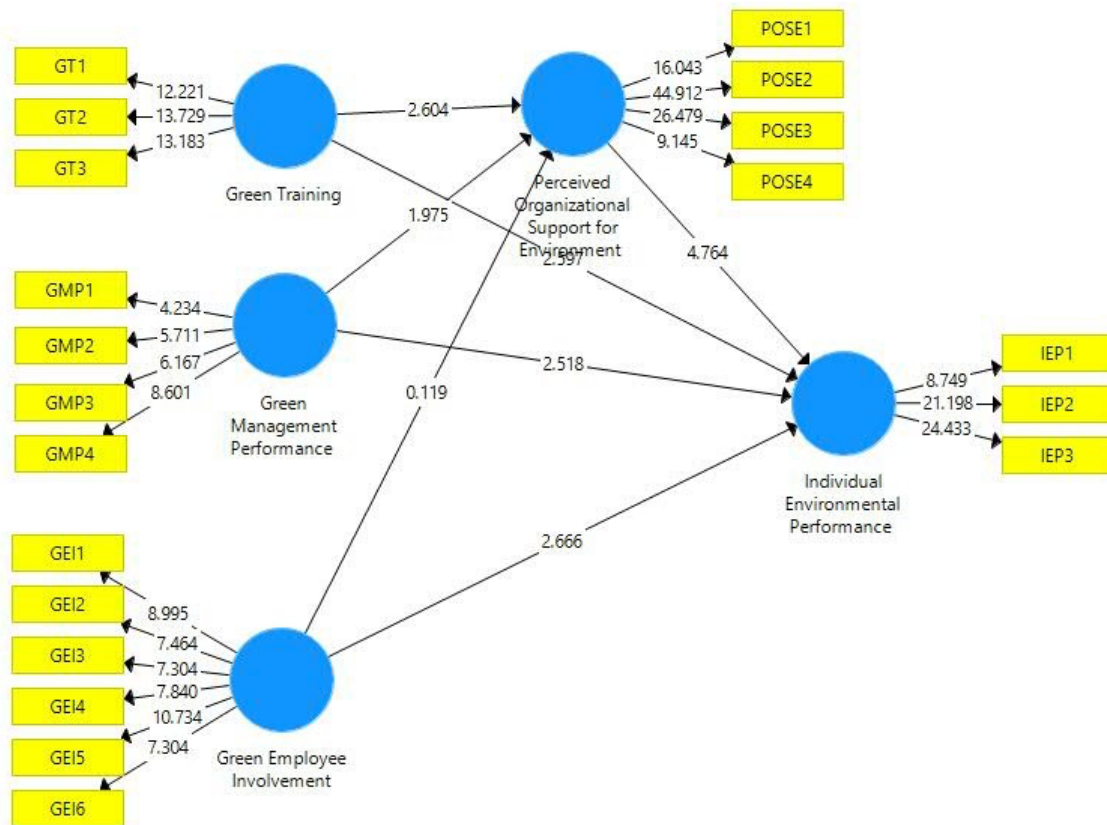 GT1
GT2
GT3
12.221
13.729
13.183
Green Training
2.604
POSE1
POSE2
POSE3
POSE4
16.043
44.912
26.479
9.145
Perceived
Organizational
Support for
Environment
1.975
2.597
4.764
GMP1
GMP2
GMP3
GMP4
4.234
5.711
6.167
8.601
Green
Management
Performance
2.518
0.119
IEP1
IEP2
IEP3
8.749
21.198
24.433
Individual
Environmental
Performance
2.666
GEI1
GEI2
GEI3
GEI4
GEI5
GEI6
8.995
7.464
7.304
7.840
10.734
7.304
Green Employee
Involvement